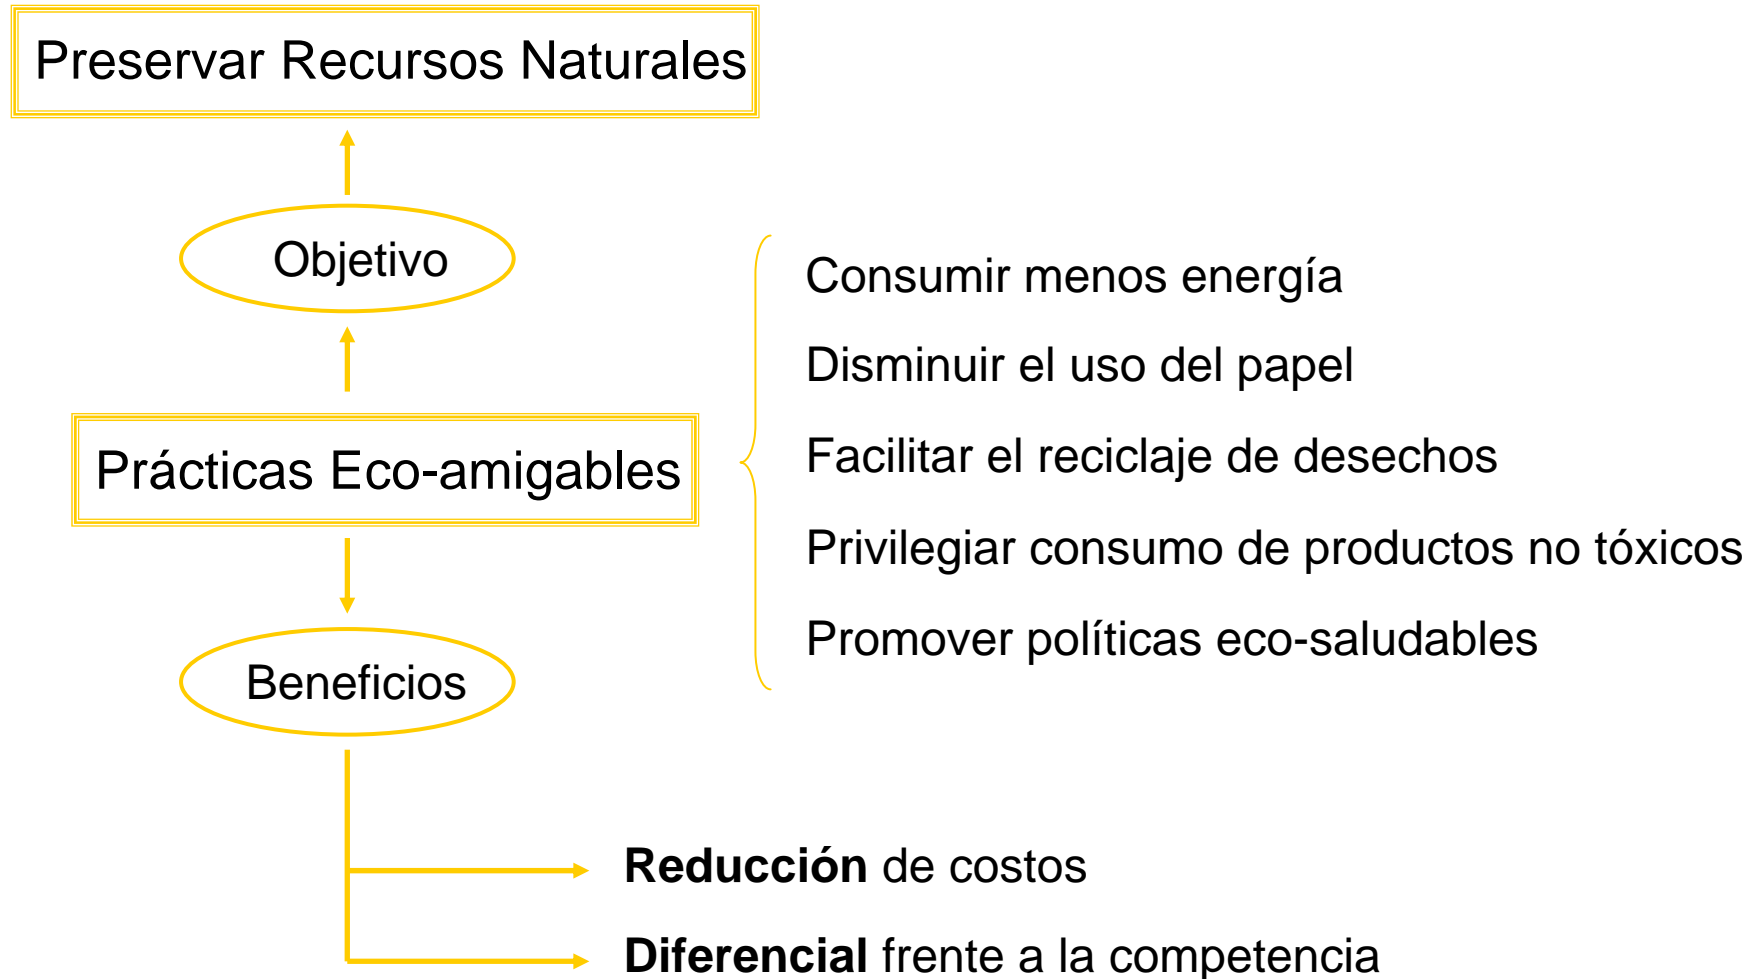 Preservar Recursos Naturales
Objetivo
Prácticas Eco-amigables
Consumir menos energía
Disminuir el uso del papel
Facilitar el reciclaje de desechos
Privilegiar consumo de productos no tóxicos
Promover políticas eco-saludables
Beneficios
Reducción de costos
Diferencial frente a la competencia